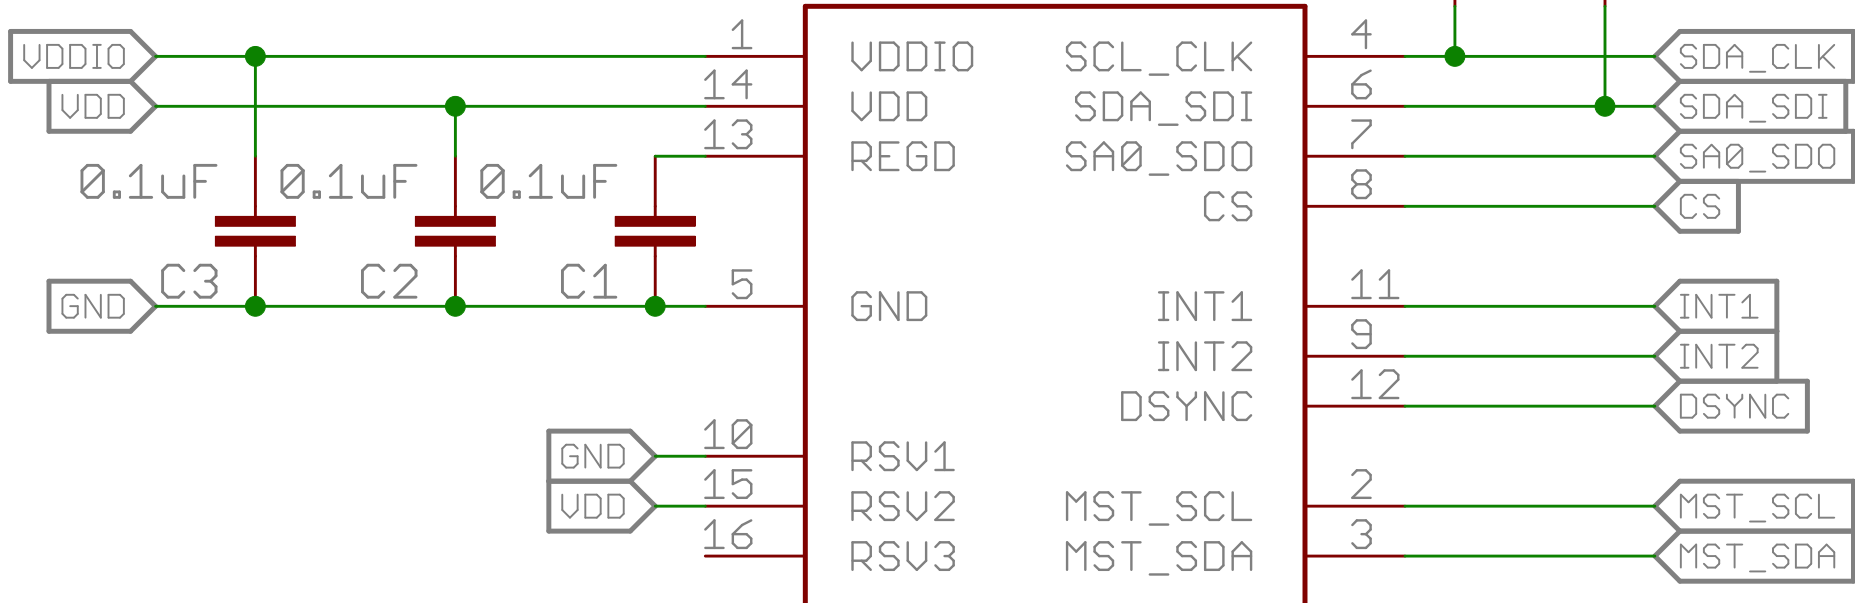 1 4
VDDIO VDDIO SCL_CLK SDA_CLK
14 6
VDD VDD SDA_SDI SDA_SDI
13 7
REGD SA0_SDO SA0_SDO
0.1uF 0.1uF 0.1uF 8
CS CS
C3 C2 C1 5 11
GND GND INT1 INT1
9
INT2 INT2
12
DSYNC DSYNC
10
GND RSV1
15 2
VDD RSV2 MST_SCL MST_SCL
16 3
RSV3 MST_SDA MST_SDA